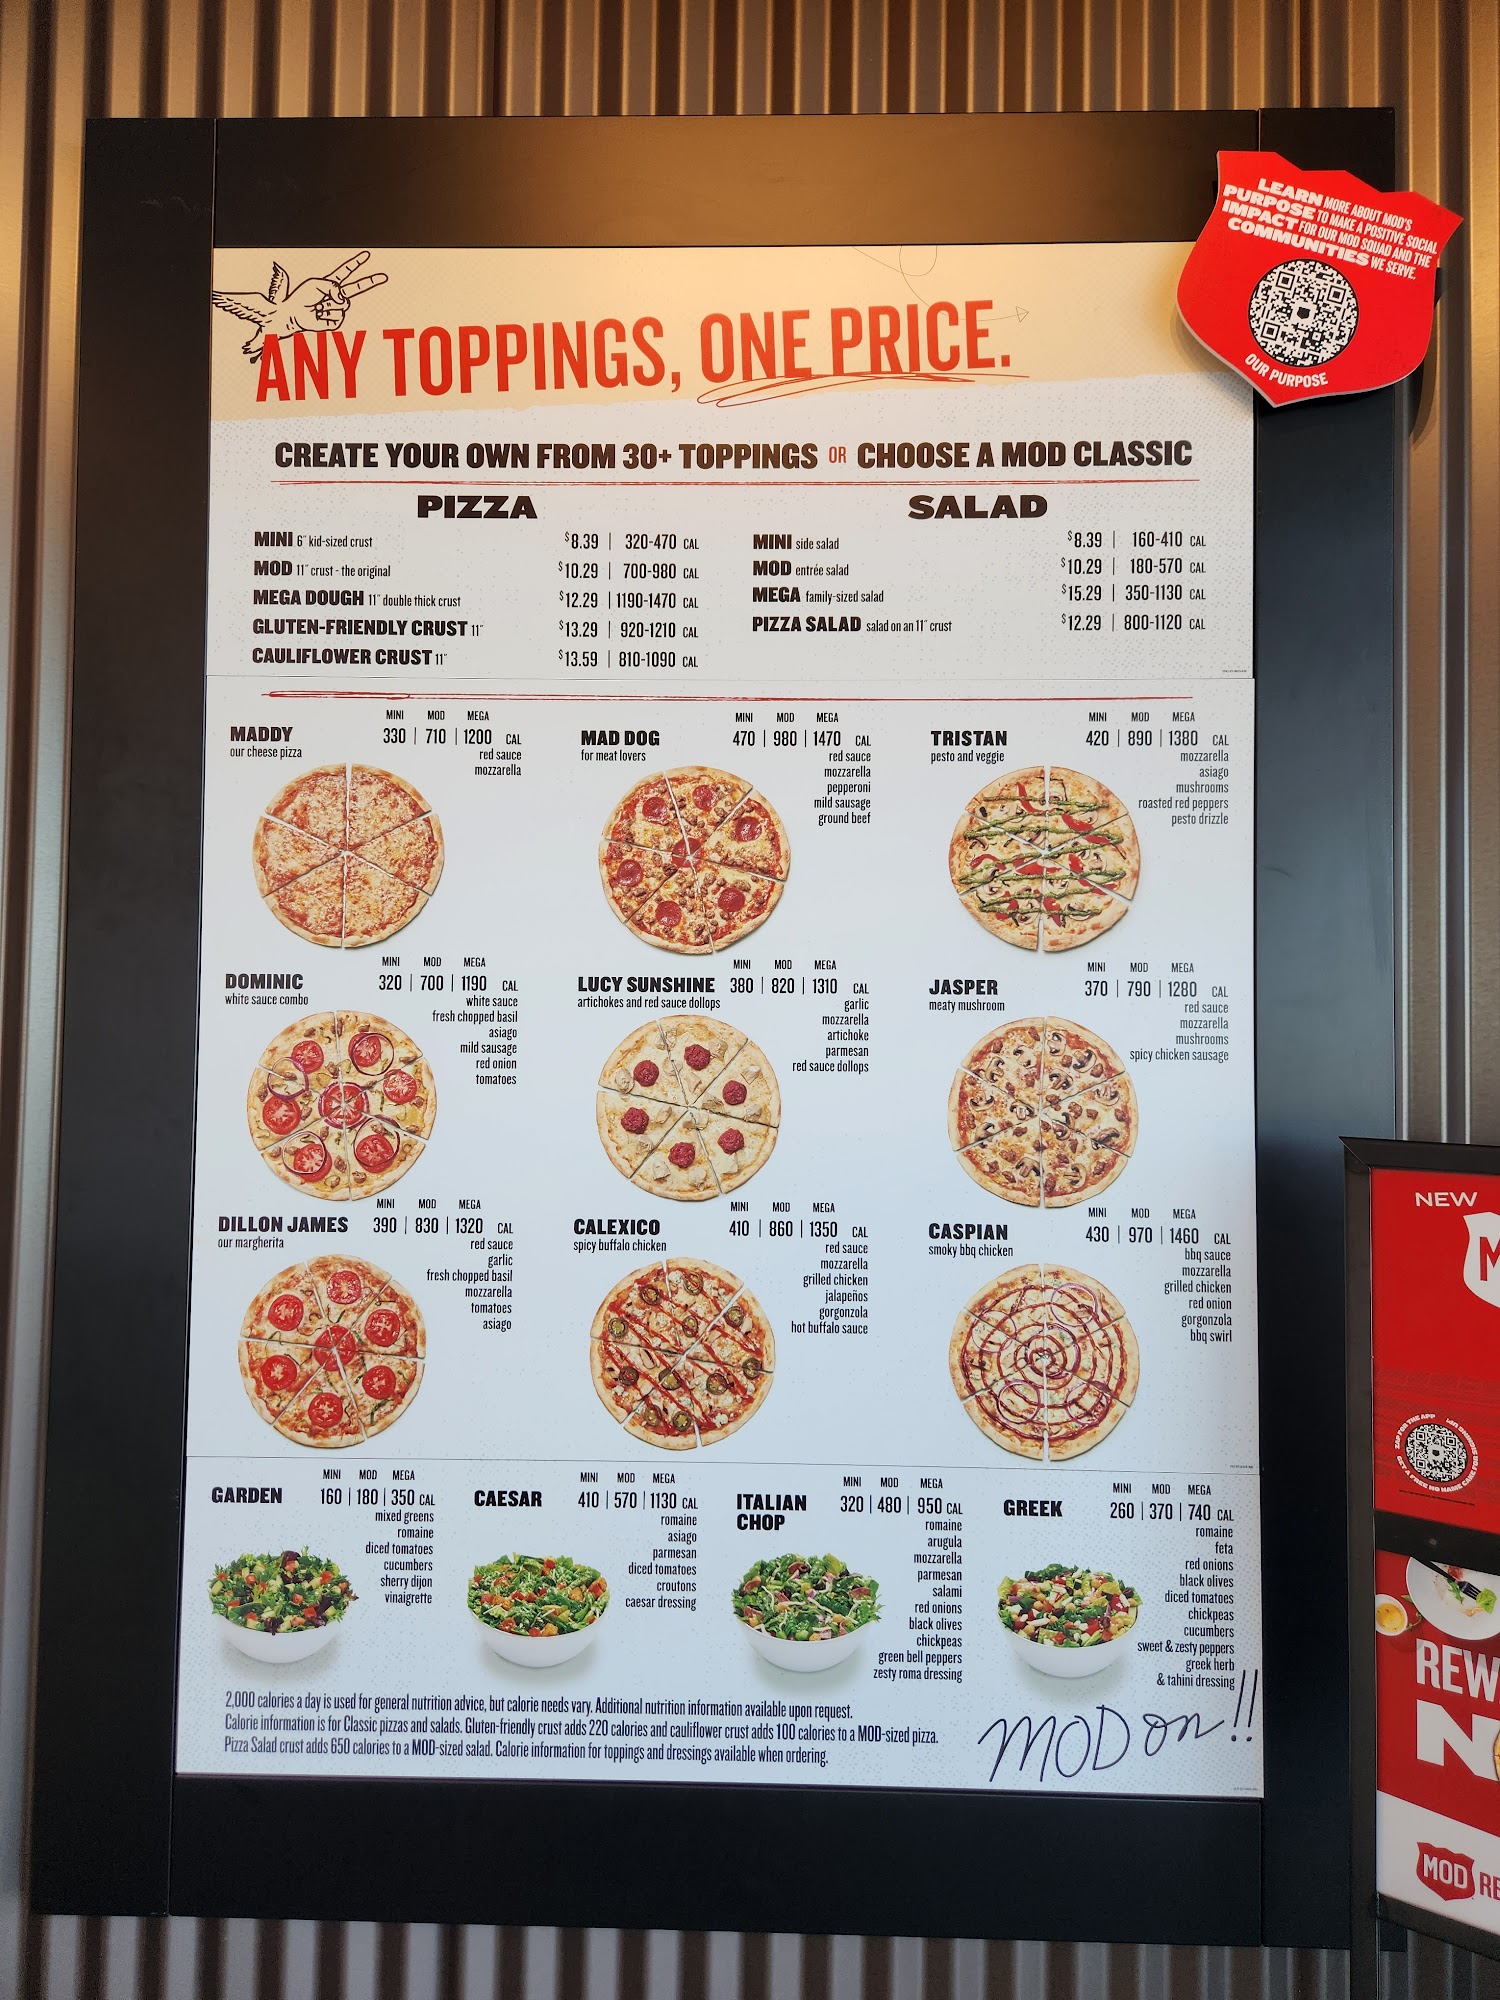 LEARN MORE ABOUT MOD'S
PURPOSE TO MAKE A POSITIVE SOCIAL
IMPACT FOR OUR MOD SQUAD AND THE
COMMUNITIES WE SERVE.
OUR PURPOSE
ANY TOPPINGS, ONE PRICE.
CREATE YOUR OWN FROM 30+ TOPPINGS OR CHOOSE A MOD CLASSIC
PIZZA
MINI 6" kid-sized crust $8.39 | 320-470 CAL
MOD 11" crust - the original $10.29 | 700-980 CAL
MEGA DOUGH 11" double thick crust $12.29 | 1190-1470 CAL
GLUTEN-FRIENDLY CRUST 11" $13.29 | 920-1210 CAL
CAULIFLOWER CRUST 11" $13.59 | 810-1090 CAL
SALAD
MINI side salad $8.39 | 160-410 CAL
MOD entrée salad $10.29 | 180-570 CAL
MEGA family-sized salad $15.29 | 350-1130 CAL
PIZZA SALAD salad on an 11" crust $12.29 | 800-1120 CAL
MINI MOD MEGA
MADDY 330 | 710 | 1200 CAL
our cheese pizza
red sauce
mozzarella
MINI MOD MEGA
MAD DOG 470 | 980 | 1470 CAL
for meat lovers
red sauce
mozzarella
pepperoni
mild sausage
ground beef
MINI MOD MEGA
TRISTAN 420 | 890 | 1380 CAL
pesto and veggie
mozzarella
asiago
mushrooms
roasted red peppers
pesto drizzle
MINI MOD MEGA
DOMINIC 320 | 700 | 1190 CAL
white sauce combo
white sauce
fresh chopped basil
asiago
mild sausage
red onion
tomatoes
MINI MOD MEGA
LUCY SUNSHINE 380 | 820 | 1310 CAL
artichokes and red sauce dollops
garlic
mozzarella
artichoke
parmesan
red sauce dollops
MINI MOD MEGA
JASPER 370 | 790 | 1280 CAL
meaty mushroom
red sauce
mozzarella
mushrooms
spicy chicken sausage
MINI MOD MEGA
DILLON JAMES 390 | 830 | 1320 CAL
our margherita
red sauce
garlic
fresh chopped basil
mozzarella
tomatoes
asiago
MINI MOD MEGA
CALEXICO 410 | 860 | 1350 CAL
spicy buffalo chicken
red sauce
mozzarella
grilled chicken
jalapeños
gorgonzola
hot buffalo sauce
MINI MOD MEGA
CASPIAN 430 | 970 | 1460 CAL
smoky bbq chicken
bbq sauce
mozzarella
grilled chicken
red onion
gorgonzola
bbq swirl
MINI MOD MEGA
GARDEN 160 | 180 | 350 CAL
mixed greens
romaine
diced tomatoes
cucumbers
sherry dijon
vinaigrette
MINI MOD MEGA
CAESAR 410 | 570 | 1130 CAL
romaine
asiago
parmesan
diced tomatoes
croutons
caesar dressing
MINI MOD MEGA
ITALIAN CHOP 320 | 480 | 950 CAL
romaine
arugula
mozzarella
parmesan
salami
red onions
black olives
chickpeas
green bell peppers
zesty roma dressing
MINI MOD MEGA
GREEK 260 | 370 | 740 CAL
romaine
feta
red onions
black olives
diced tomatoes
chickpeas
cucumbers
sweet & zesty peppers
greek herb
& tahini dressing
2,000 calories a day is used for general nutrition advice, but calorie needs vary. Additional nutrition information available upon request.
Calorie information is for Classic pizzas and salads. Gluten-friendly crust adds 220 calories and cauliflower crust adds 100 calories to a MOD-sized pizza.
Pizza Salad crust adds 650 calories to a MOD-sized salad. Calorie information for toppings and dressings available when ordering.
MOD on!!
NEW
M
REW
N
MOD RE